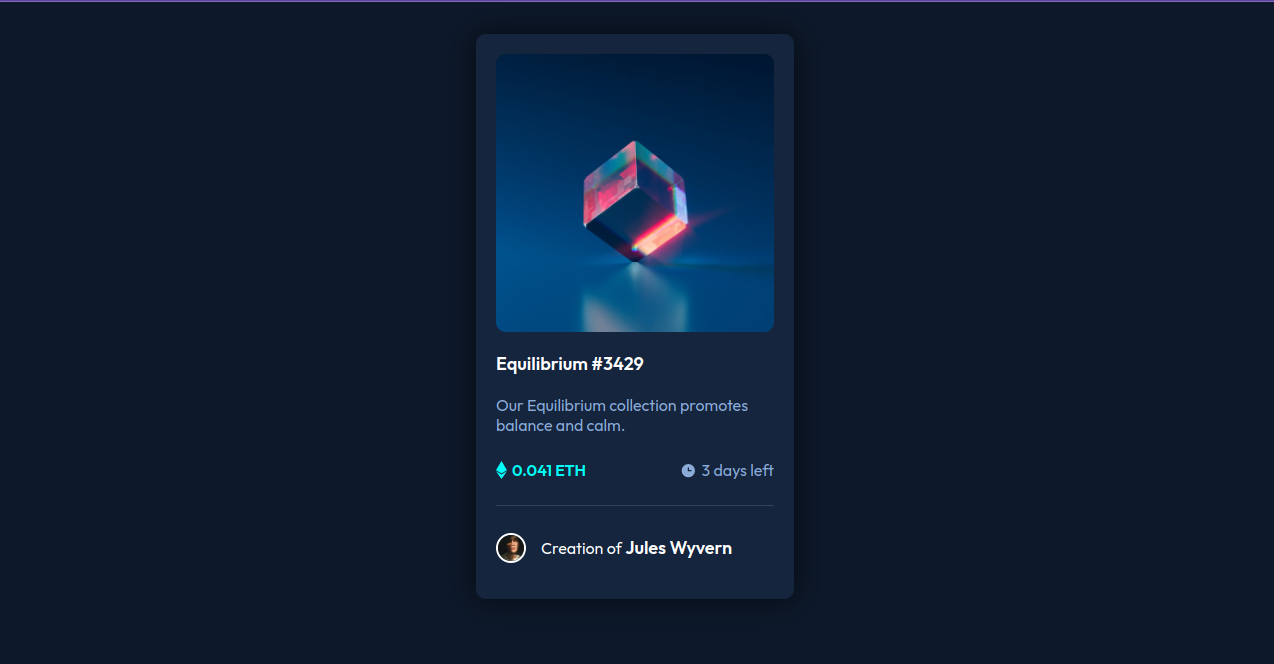 Equilibrium #3429
Our Equilibrium collection promotes
balance and calm.
0.041 ETH
3 days left
Creation of Jules Wyvern